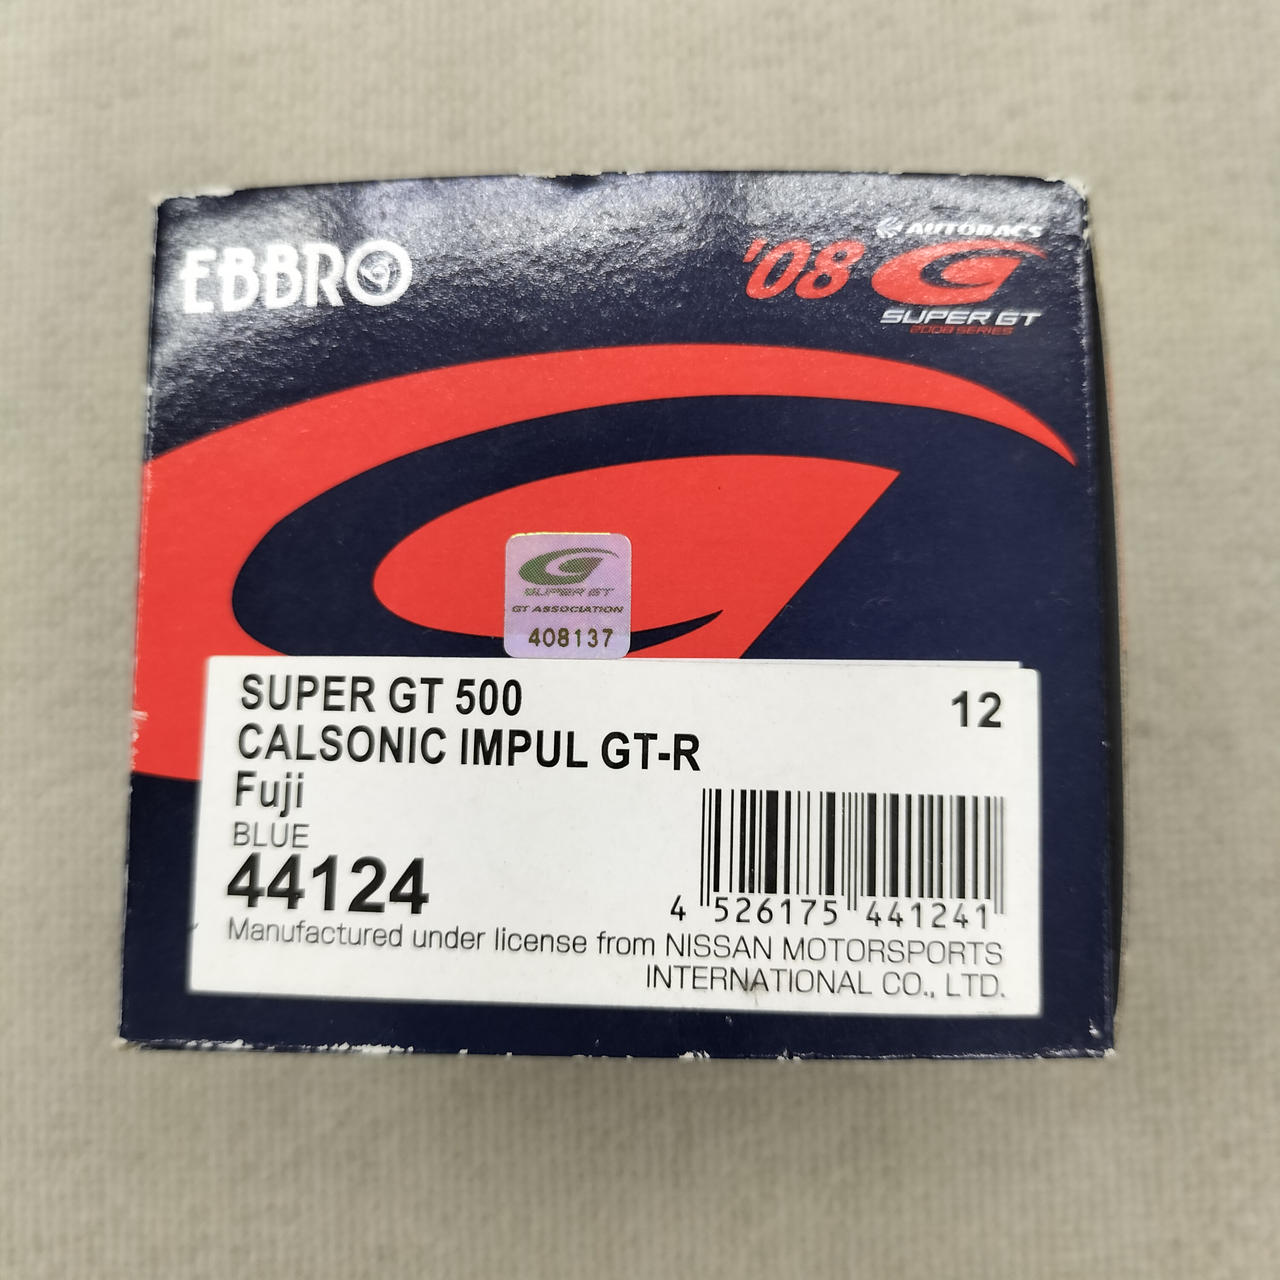 EBBRO
'08
AUTOBACS
SUPER GT
2008 SERIES
SUPER GT
GT ASSOCIATION
408137
SUPER GT 500
12
CALSONIC IMPUL GT-R
Fuji
BLUE
44124
4 526175 441241
Manufactured under license from NISSAN MOTORSPORTS
INTERNATIONAL CO., LTD.